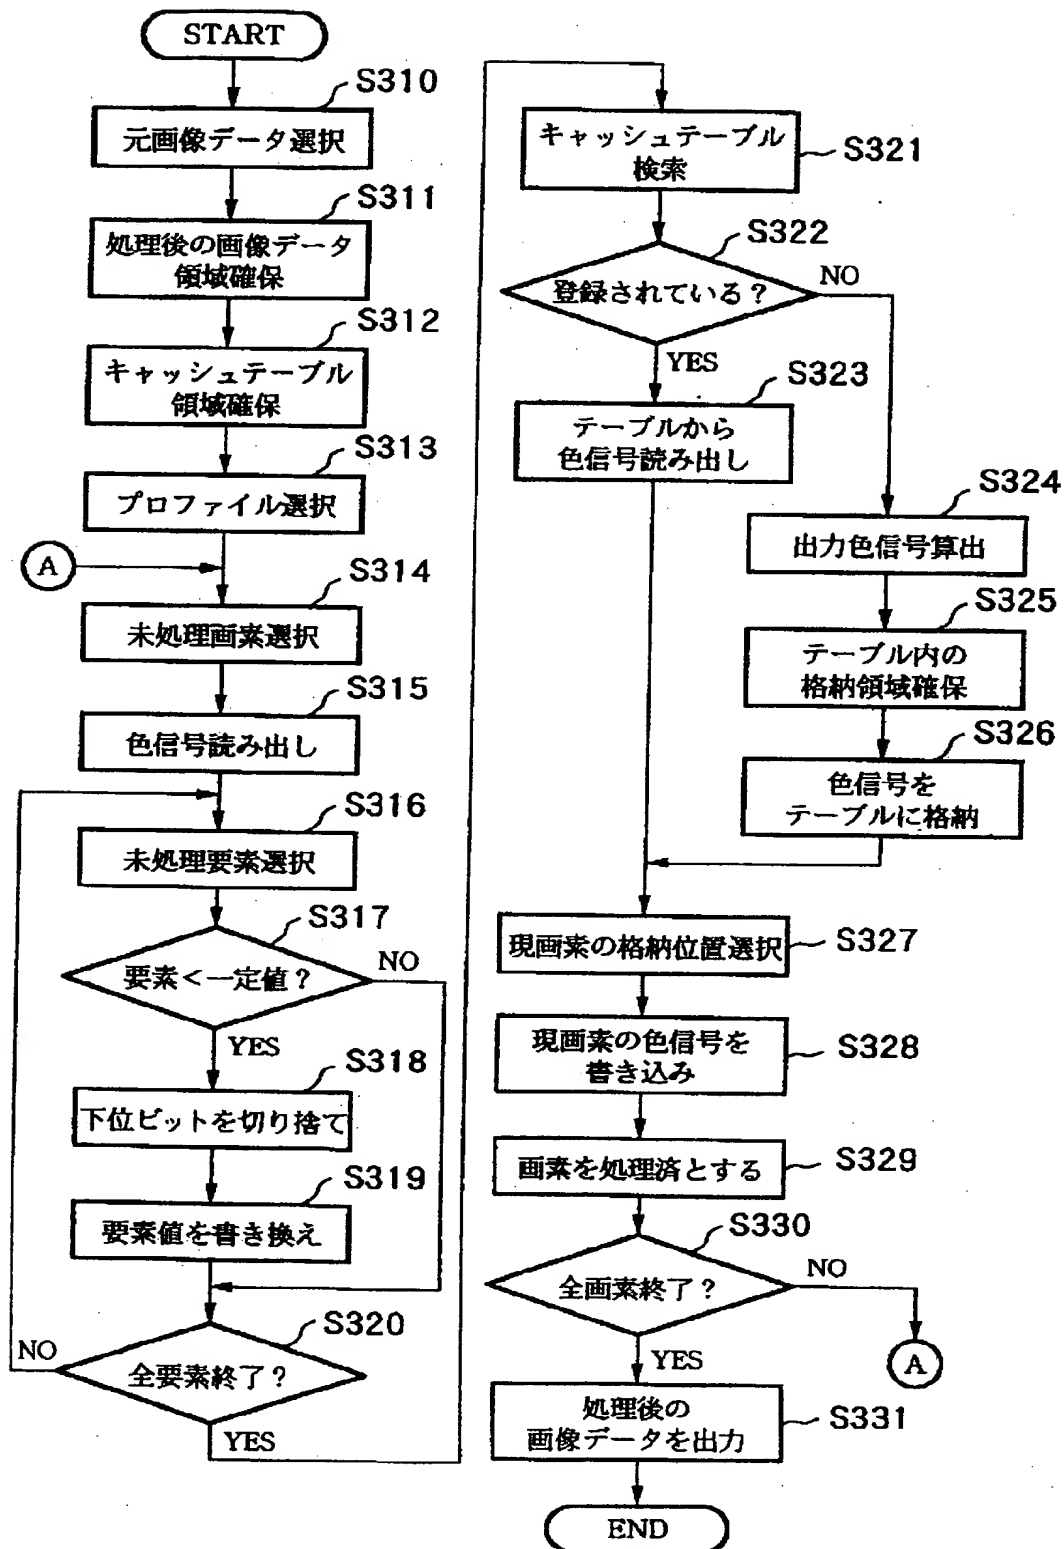 START
S310
元画像データ選択
S311
処理後の画像データ
領域確保
S312
キャッシュテーブル
領域確保
S313
プロファイル選択
A
S314
未処理画素選択
S315
色信号読み出し
S316
未処理要素選択
S317
要素<一定値?
NO
YES
S318
下位ビットを切り捨て
S319
要素値を書き換え
S320
NO
全要素終了?
YES
キャッシュテーブル
検索
S321
S322
登録されている?
NO
YES
S323
テーブルから
色信号読み出し
S324
出力色信号算出
S325
テーブル内の
格納領域確保
S326
色信号を
テーブルに格納
現画素の格納位置選択
S327
現画素の色信号を
書き込み
S328
画素を処理済とする
S329
S330
全画素終了?
NO
A
YES
処理後の
画像データを出力
S331
END